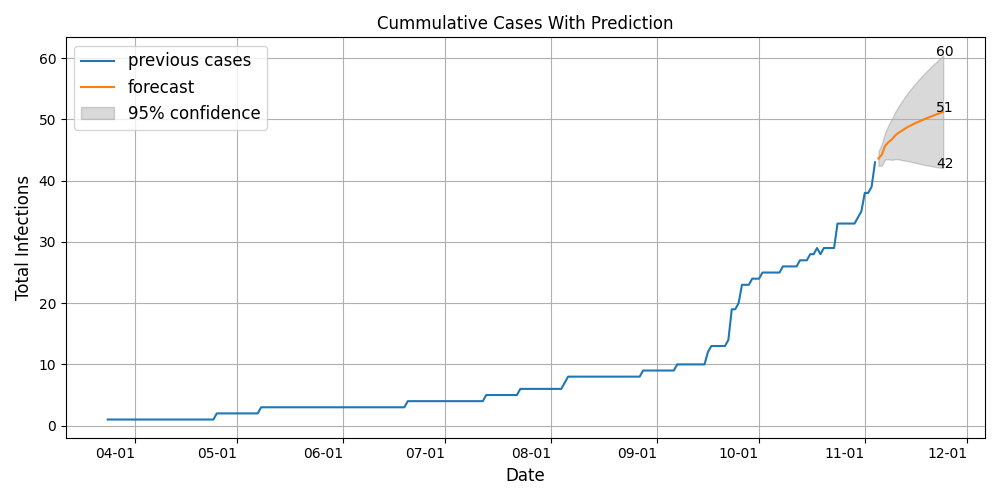 Cummulative Cases With Prediction
previous cases
forecast
95% confidence
60
51
42
Total Infections
60
50
40
30
20
10
0
04-01 05-01 06-01 07-01 08-01 09-01 10-01 11-01 12-01
Date